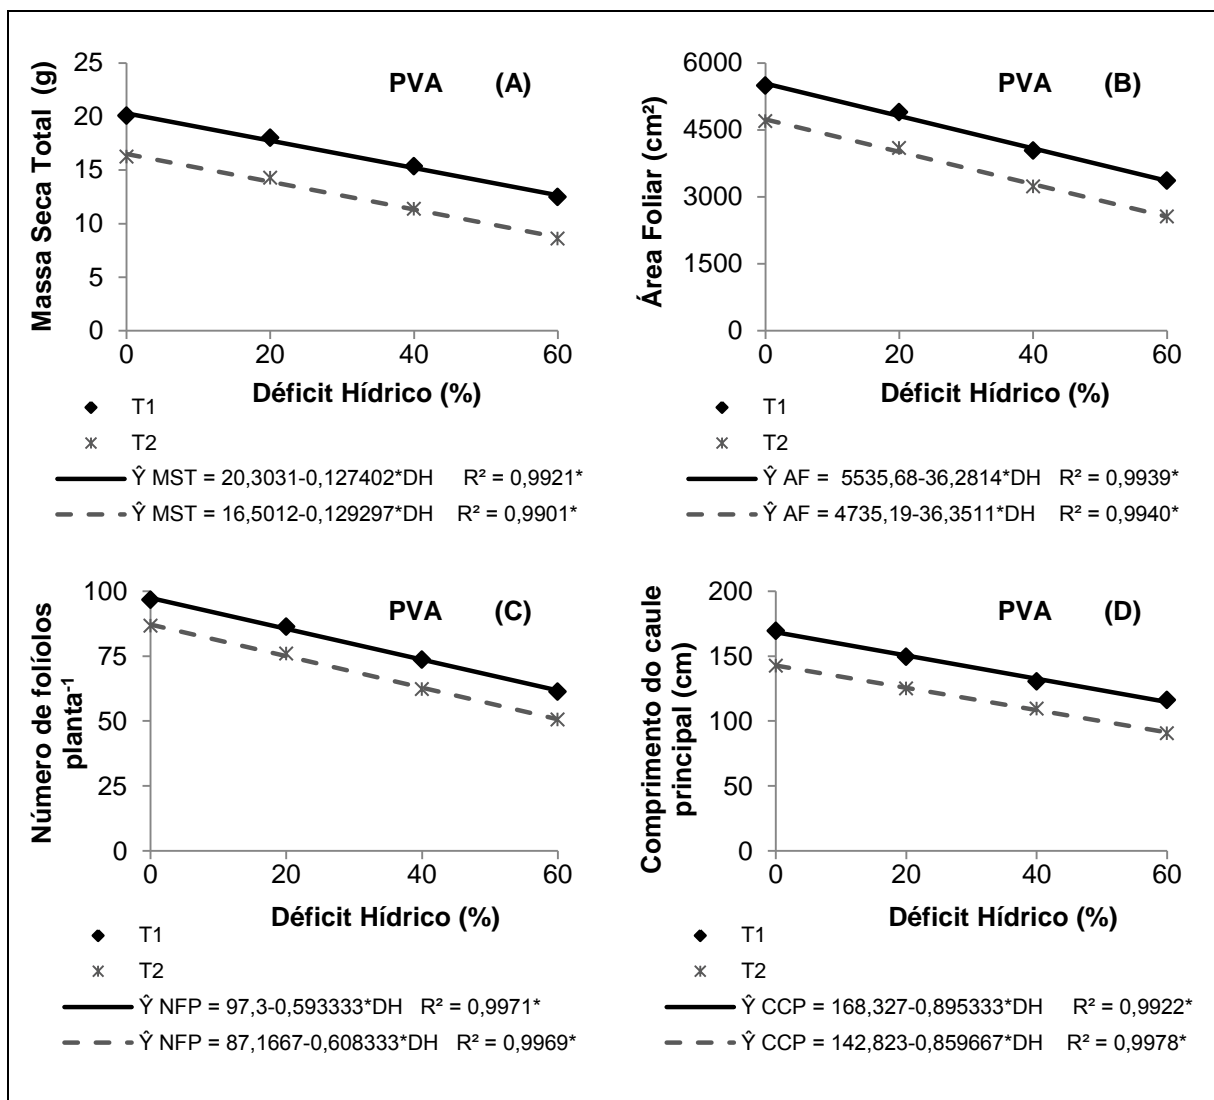 PVA (A)
Massa Seca Total (g)
25
20
15
10
5
0
0 20 40 60
Déficit Hídrico (%)
T1
T2
Ŷ MST = 20,3031-0,127402*DH R² = 0,9921*
Ŷ MST = 16,5012-0,129297*DH R² = 0,9901*
PVA (B)
Área Foliar (cm²)
6000
4500
3000
1500
0
0 20 40 60
Déficit Hídrico (%)
T1
T2
Ŷ AF = 5535,68-36,2814*DH R² = 0,9939*
Ŷ AF = 4735,19-36,3511*DH R² = 0,9940*
PVA (C)
Número de folíolos
planta⁻¹
100
75
50
25
0
0 20 40 60
Déficit Hídrico (%)
T1
T2
Ŷ NFP = 97,3-0,593333*DH R² = 0,9971*
Ŷ NFP = 87,1667-0,608333*DH R² = 0,9969*
PVA (D)
Comprimento do caule
principal (cm)
200
150
100
50
0
0 20 40 60
Déficit Hídrico (%)
T1
T2
Ŷ CCP = 168,327-0,895333*DH R² = 0,9922*
Ŷ CCP = 142,823-0,859667*DH R² = 0,9978*